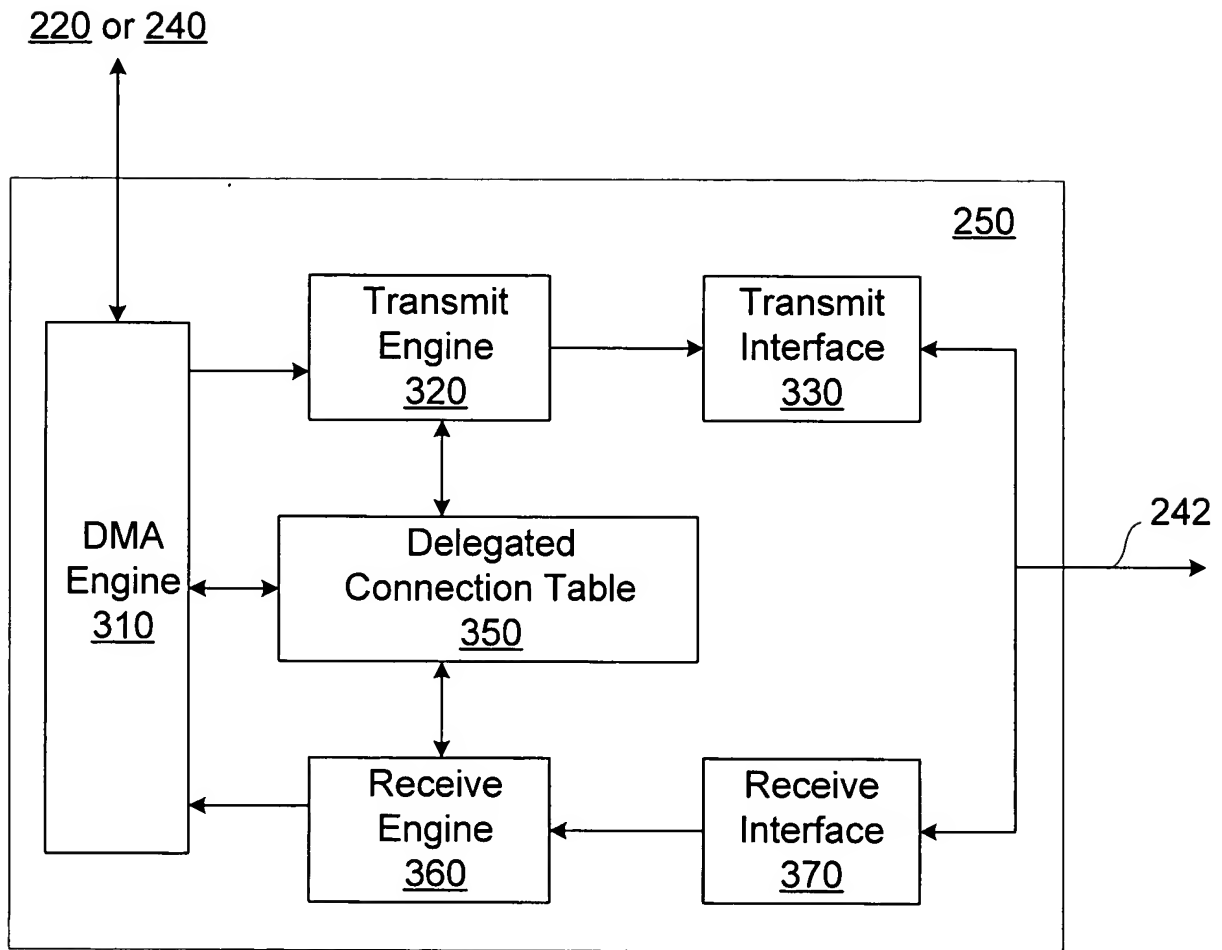 220 or 240
250
Transmit
Engine
320
Transmit
Interface
330
DMA
Engine
310
Delegated
Connection Table
350
242
Receive
Engine
360
Receive
Interface
370